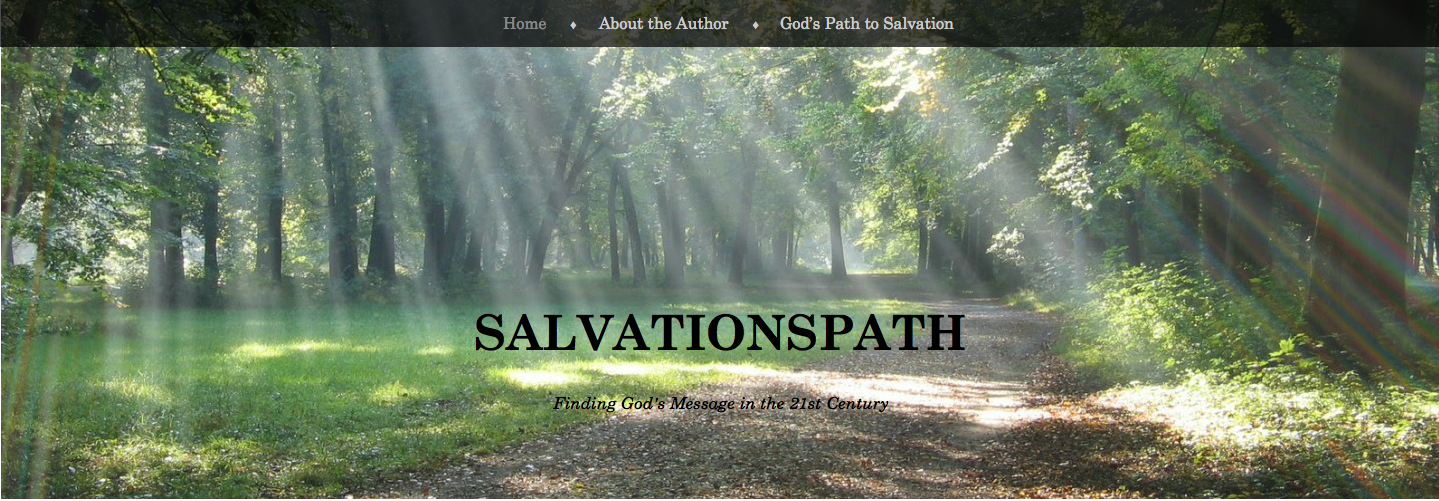 Home ♦ About the Author ♦ God’s Path to Salvation
SALVATIONSPATH
Finding God's Message in the 21st Century